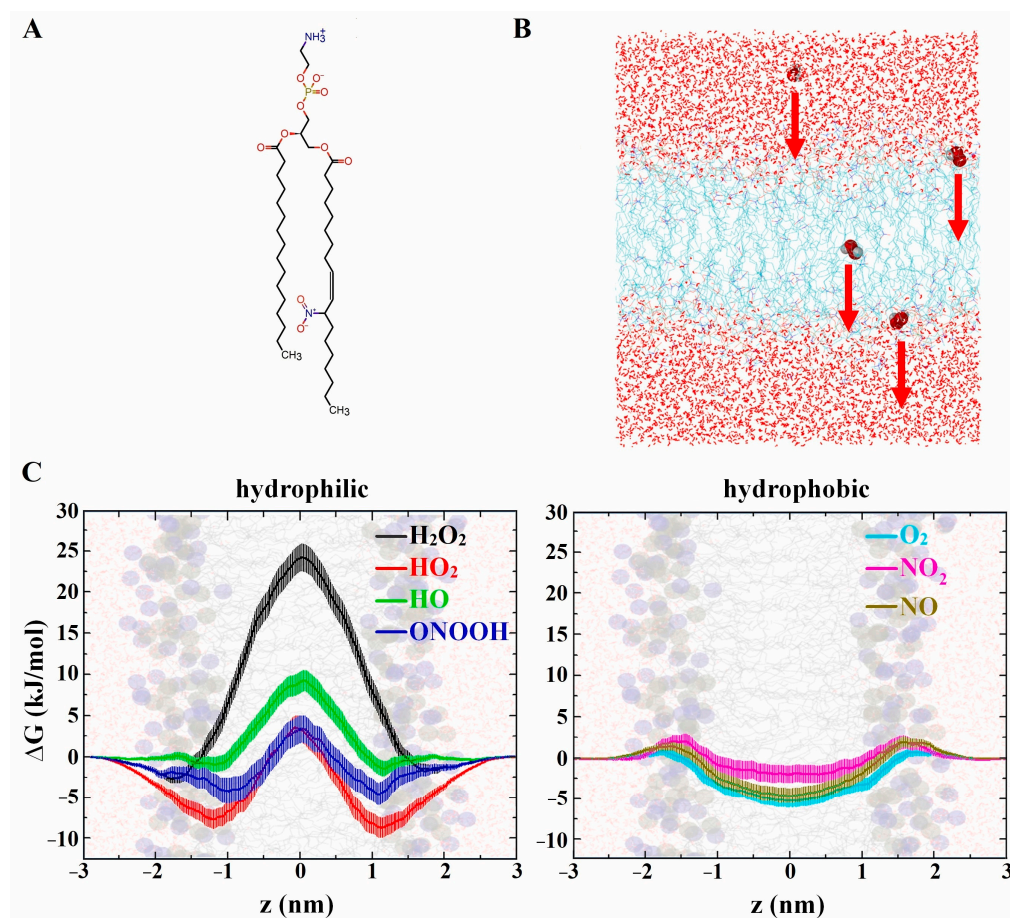 A
NH₃⁺
O
O⁻
P
O
O
O
O
O
O
O
N⁺
O⁻
CH₃
CH₃
B
C
hydrophilic
ΔG (kJ/mol)
30
25
20
15
10
5
0
−5
−10
H₂O₂
HO₂
HO
ONOOH
−3 −2 −1 0 1 2 3
z (nm)
hydrophobic
30
25
20
15
10
5
0
−5
−10
O₂
NO₂
NO
−3 −2 −1 0 1 2 3
z (nm)